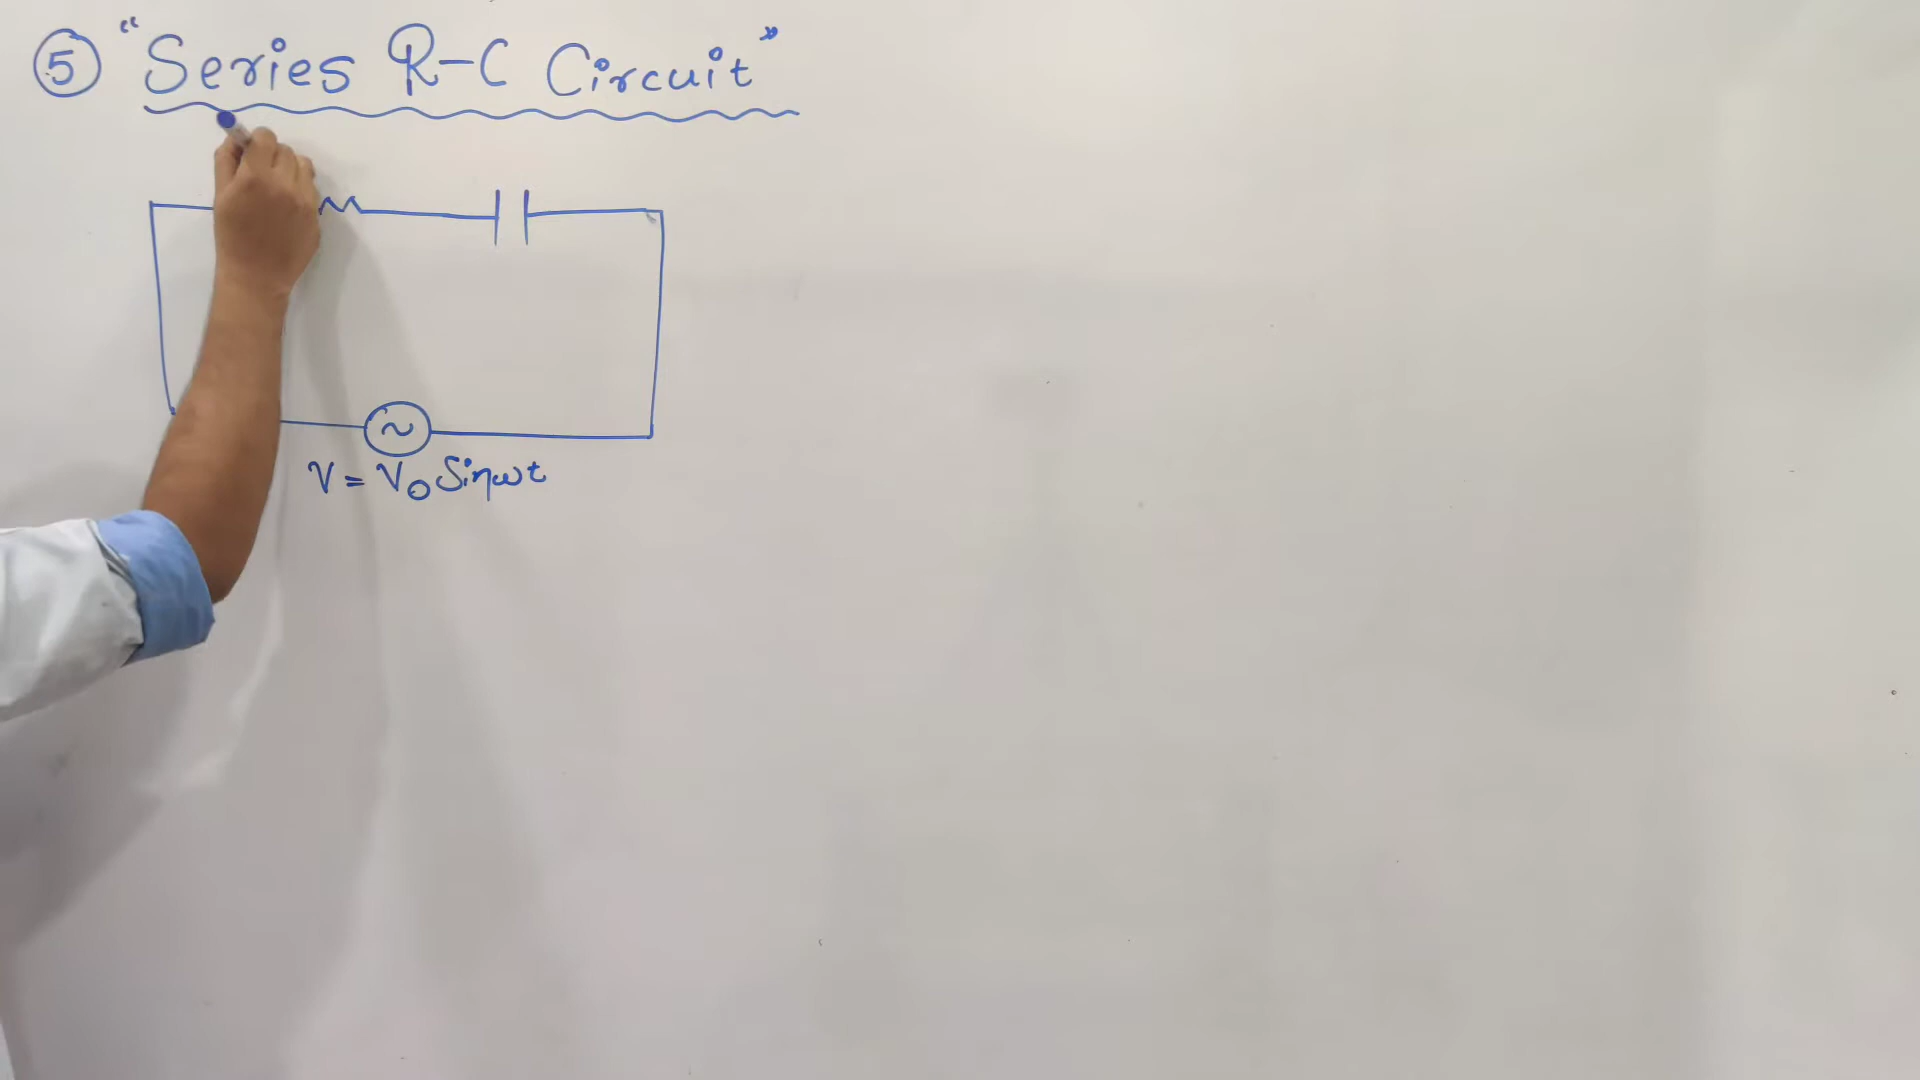 ⑤ "Series R-C Circuit"
V = V₀ Sinωt